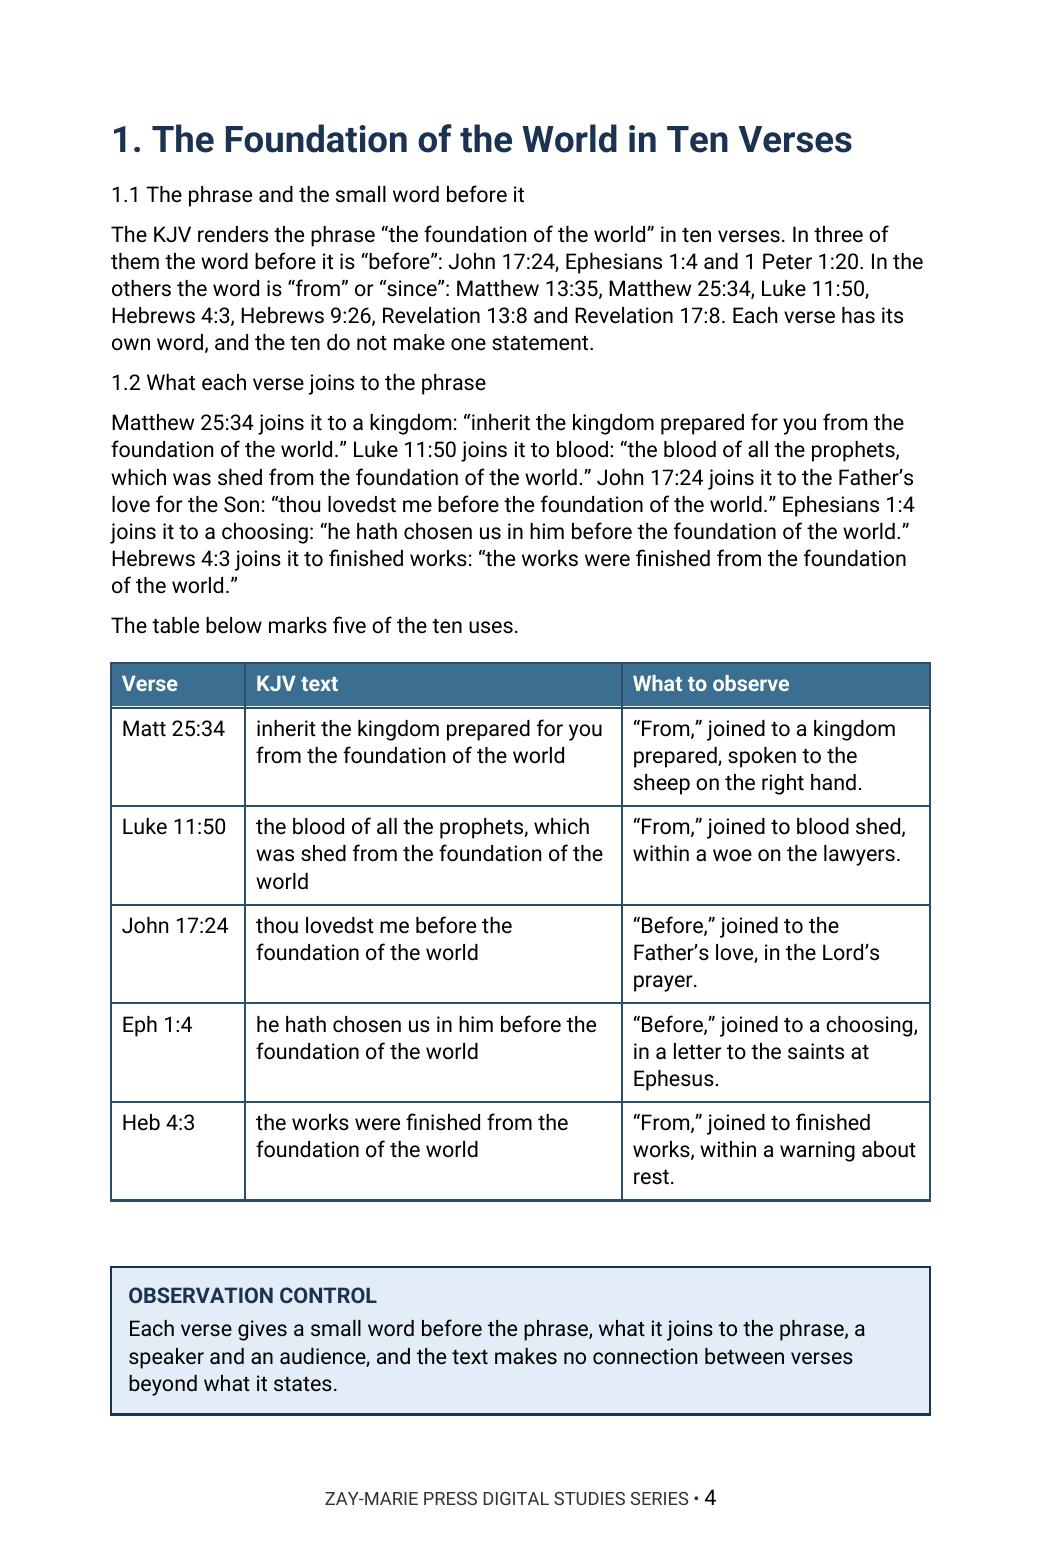 1. The Foundation of the World in Ten Verses
1.1 The phrase and the small word before it
The KJV renders the phrase “the foundation of the world” in ten verses. In three of
them the word before it is “before”: John 17:24, Ephesians 1:4 and 1 Peter 1:20. In the
others the word is “from” or “since”: Matthew 13:35, Matthew 25:34, Luke 11:50,
Hebrews 4:3, Hebrews 9:26, Revelation 13:8 and Revelation 17:8. Each verse has its
own word, and the ten do not make one statement.
1.2 What each verse joins to the phrase
Matthew 25:34 joins it to a kingdom: “inherit the kingdom prepared for you from the
foundation of the world.” Luke 11:50 joins it to blood: “the blood of all the prophets,
which was shed from the foundation of the world.” John 17:24 joins it to the Father’s
love for the Son: “thou lovedst me before the foundation of the world.” Ephesians 1:4
joins it to a choosing: “he hath chosen us in him before the foundation of the world.”
Hebrews 4:3 joins it to finished works: “the works were finished from the foundation
of the world.”
The table below marks five of the ten uses.
Verse
KJV text
What to observe
Matt 25:34
inherit the kingdom prepared for you
from the foundation of the world
“From,” joined to a kingdom
prepared, spoken to the
sheep on the right hand.
Luke 11:50
the blood of all the prophets, which
was shed from the foundation of the
world
“From,” joined to blood shed,
within a woe on the lawyers.
John 17:24
thou lovedst me before the
foundation of the world
“Before,” joined to the
Father’s love, in the Lord’s
prayer.
Eph 1:4
he hath chosen us in him before the
foundation of the world
“Before,” joined to a choosing,
in a letter to the saints at
Ephesus.
Heb 4:3
the works were finished from the
foundation of the world
“From,” joined to finished
works, within a warning about
rest.
OBSERVATION CONTROL
Each verse gives a small word before the phrase, what it joins to the phrase, a
speaker and an audience, and the text makes no connection between verses
beyond what it states.
ZAY-MARIE PRESS DIGITAL STUDIES SERIES • 4